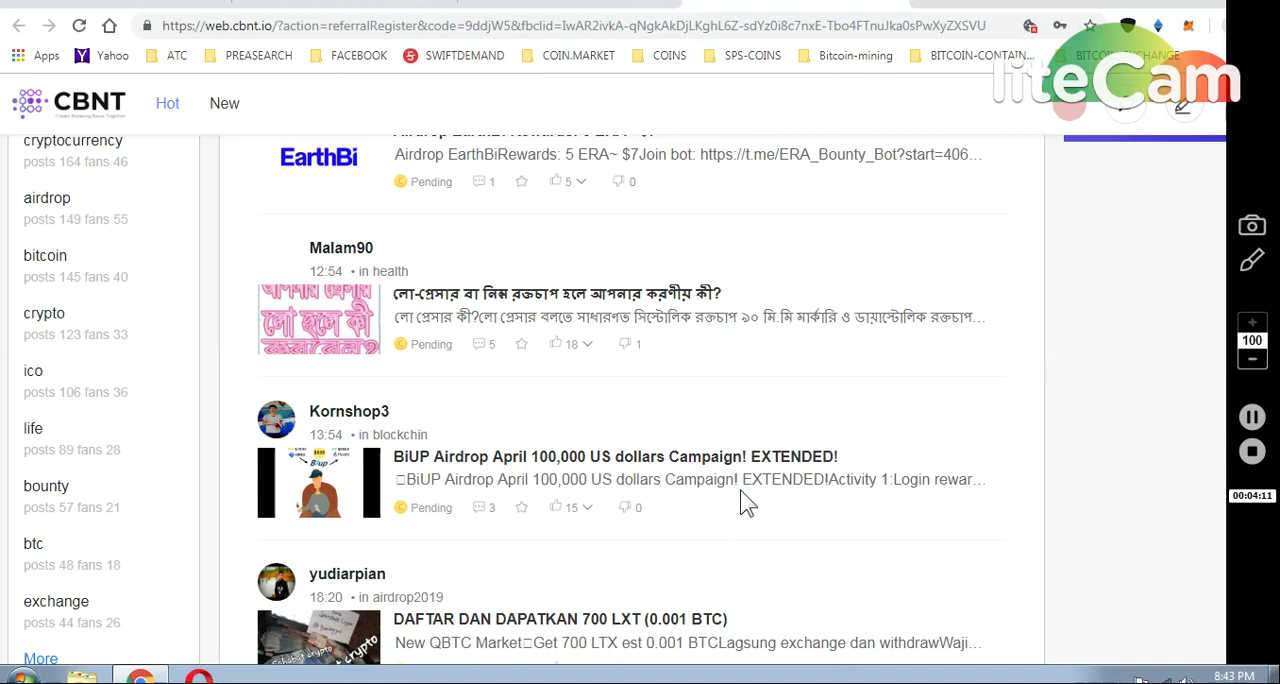 https://web.cbnt.io/?action=referralRegister&code=9ddjW5&fbclid=IwAR2ivkA-qNgkAkDjLKghL6Z-sdYz0i8c7nxE-Tbo4FTnuJka0sPwXyZXSVU
Apps Yahoo ATC PREASEARCH FACEBOOK SWIFTDEMAND COIN.MARKET COINS SPS-COINS Bitcoin-mining BITCOIN-CONTAIN... BITCOIN-EXCHANGE
liteCam
CBNT Hot New
cryptocurrency
posts 164 fans 46
airdrop
posts 149 fans 55
bitcoin
posts 145 fans 40
crypto
posts 123 fans 33
ico
posts 106 fans 36
life
posts 89 fans 28
bounty
posts 57 fans 21
btc
posts 48 fans 18
exchange
posts 44 fans 26
More
EarthBi
Airdrop EarthBiRewards: 5 ERA~ $7Join bot: https://t.me/ERA_Bounty_Bot?start=406...
Pending 1 5 0
Malam90
12:54 • in health
লো-প্রেসার বা নিম্ন রক্তচাপ হলে আপনার করণীয় কী?
লো প্রেসার কী?লো প্রেসার বলতে সাধারণত সিস্টোলিক রক্তচাপ ৯০ মি.মি মার্কারি ও ডায়াস্টোলিক রক্তচাপ...
লো হলে কী
Pending 5 18 1
Kornshop3
13:54 • in blockchin
BiUP Airdrop April 100,000 US dollars Campaign! EXTENDED!
BiUP Airdrop April 100,000 US dollars Campaign! EXTENDED!Activity 1:Login rewar...
Pending 3 15 0
yudiarpian
18:20 • in airdrop2019
DAFTAR DAN DAPATKAN 700 LXT (0.001 BTC)
New QBTC Market Get 700 LTX est 0.001 BTCLagsung exchange dan withdrawWaji...
100
00:04:11
8:43 PM